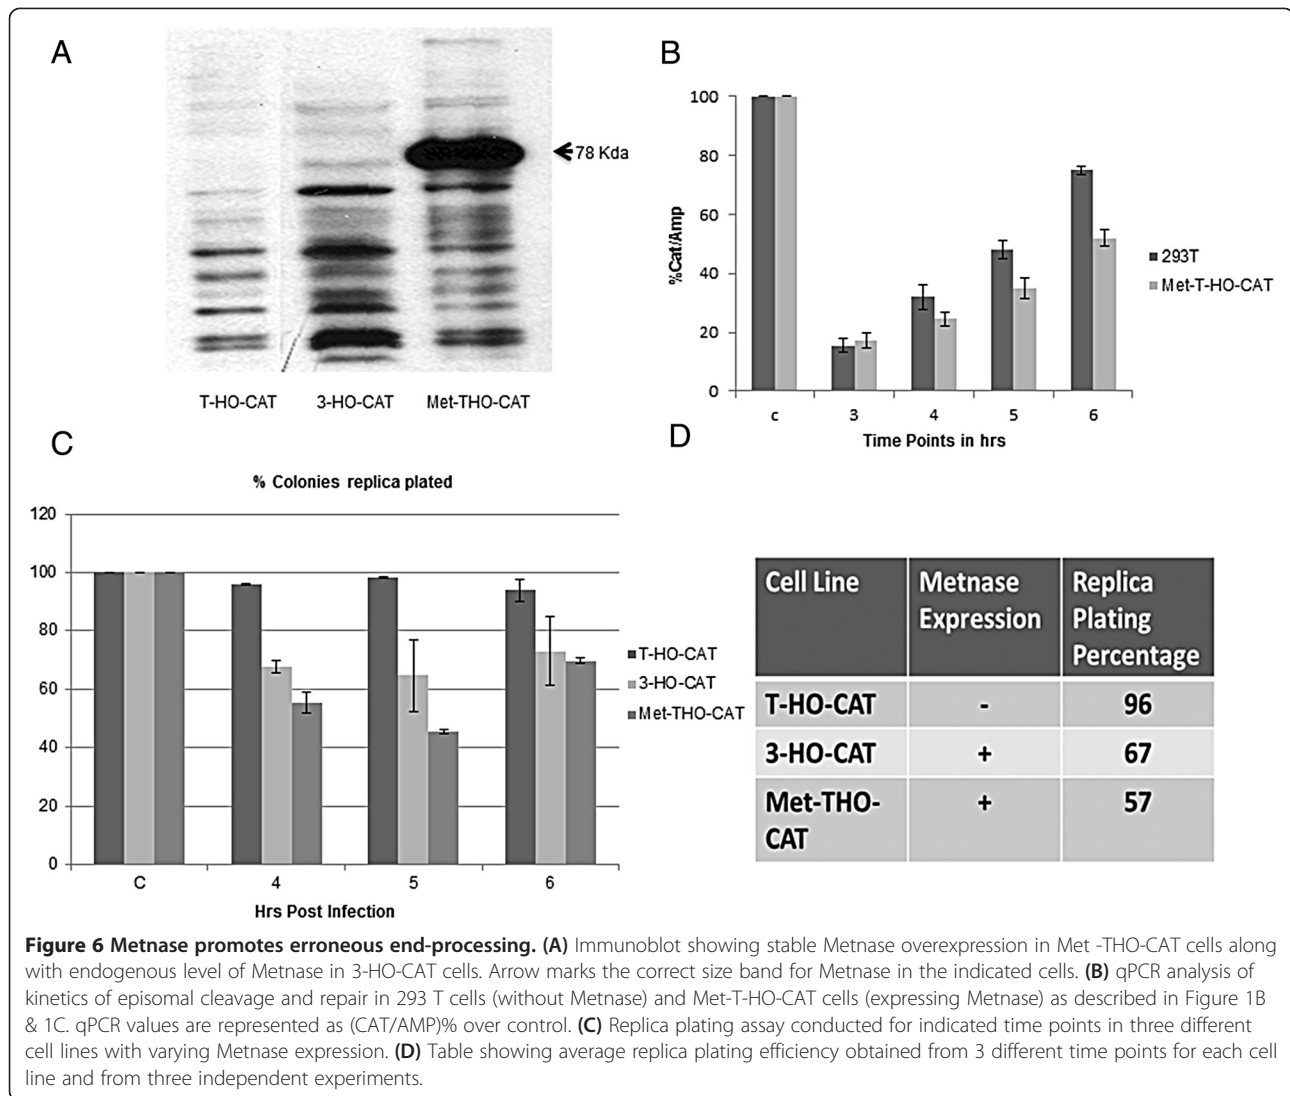 A
78 Kda
T-HO-CAT 3-HO-CAT Met-THO-CAT
B
100
80
60
40
20
0
%Cat/Amp
c 3 4 5 6
Time Points in hrs
293T
Met-T-HO-CAT
C
% Colonies replica plated
120
100
80
60
40
20
0
C 4 5 6
Hrs Post Infection
T-HO-CAT
3-HO-CAT
Met-THO-CAT
D
Cell Line Metnase Expression Replica Plating Percentage
T-HO-CAT - 96
3-HO-CAT + 67
Met-THO-CAT + 57
Figure 6 Metnase promotes erroneous end-processing. (A) Immunoblot showing stable Metnase overexpression in Met -THO-CAT cells along
with endogenous level of Metnase in 3-HO-CAT cells. Arrow marks the correct size band for Metnase in the indicated cells. (B) qPCR analysis of
kinetics of episomal cleavage and repair in 293 T cells (without Metnase) and Met-T-HO-CAT cells (expressing Metnase) as described in Figure 1B
& 1C. qPCR values are represented as (CAT/AMP)% over control. (C) Replica plating assay conducted for indicated time points in three different
cell lines with varying Metnase expression. (D) Table showing average replica plating efficiency obtained from 3 different time points for each cell
line and from three independent experiments.